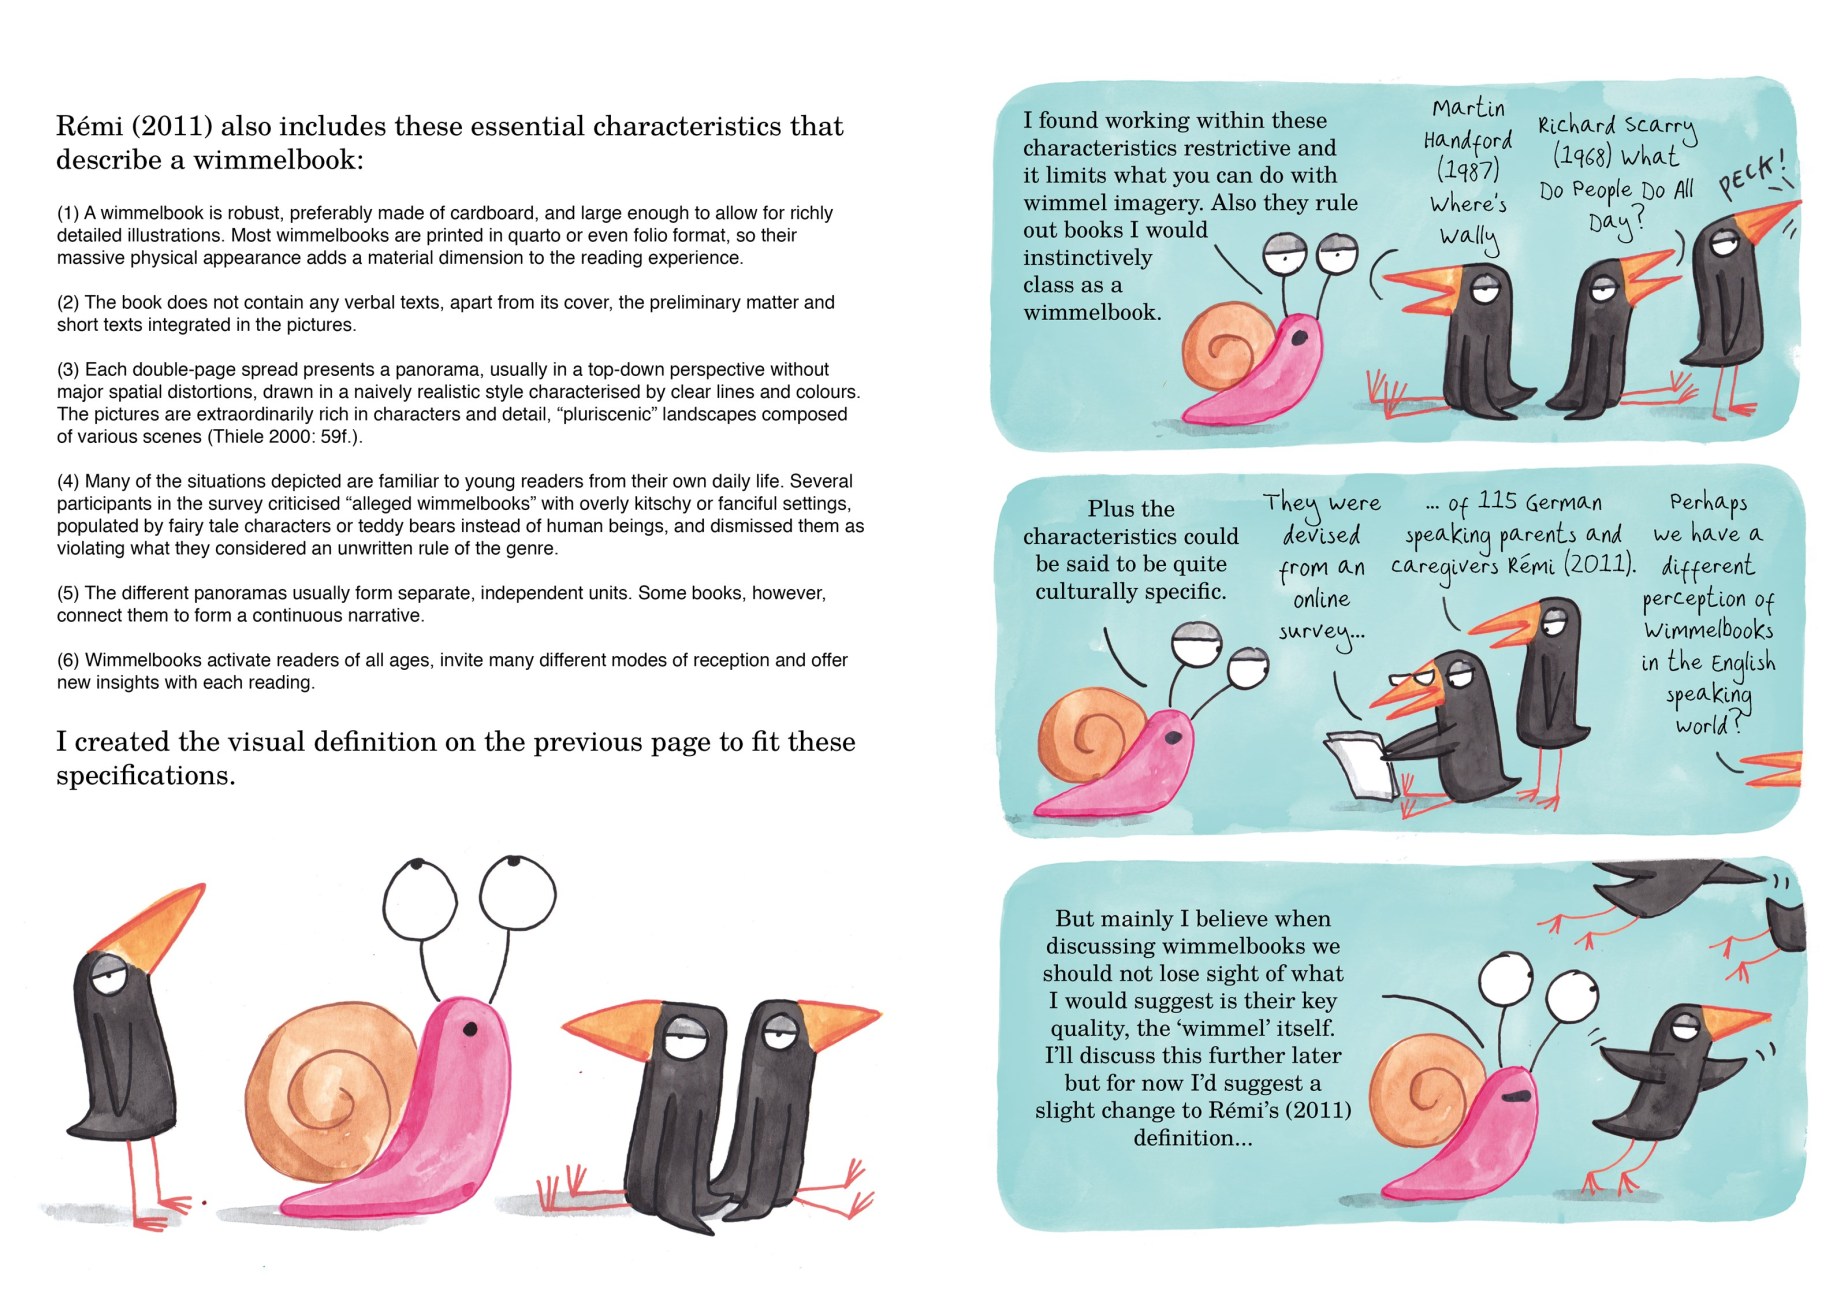 Rémi (2011) also includes these essential characteristics that
describe a wimmelbook:
(1) A wimmelbook is robust, preferably made of cardboard, and large enough to allow for richly
detailed illustrations. Most wimmelbooks are printed in quarto or even folio format, so their
massive physical appearance adds a material dimension to the reading experience.
(2) The book does not contain any verbal texts, apart from its cover, the preliminary matter and
short texts integrated in the pictures.
(3) Each double-page spread presents a panorama, usually in a top-down perspective without
major spatial distortions, drawn in a naively realistic style characterised by clear lines and colours.
The pictures are extraordinarily rich in characters and detail, “pluriscenic” landscapes composed
of various scenes (Thiele 2000: 59f.).
(4) Many of the situations depicted are familiar to young readers from their own daily life. Several
participants in the survey criticised “alleged wimmelbooks” with overly kitschy or fanciful settings,
populated by fairy tale characters or teddy bears instead of human beings, and dismissed them as
violating what they considered an unwritten rule of the genre.
(5) The different panoramas usually form separate, independent units. Some books, however,
connect them to form a continuous narrative.
(6) Wimmelbooks activate readers of all ages, invite many different modes of reception and offer
new insights with each reading.
I created the visual definition on the previous page to fit these
specifications.
I found working within these
characteristics restrictive and
it limits what you can do with
wimmel imagery. Also they rule
out books I would
instinctively
class as a
wimmelbook.
Martin
Handford
(1987)
Where's
Wally
Richard Scarry
(1968) What
Do People Do All
Day?
PECK!
Plus the
characteristics could
be said to be quite
culturally specific.
They were
devised
from an
online
survey...
... of 115 German
speaking parents and
caregivers Rémi (2011).
Perhaps
we have a
different
perception of
Wimmelbooks
in the English
speaking
world?
But mainly I believe when
discussing wimmelbooks we
should not lose sight of what
I would suggest is their key
quality, the ‘wimmel’ itself.
I’ll discuss this further later
but for now I’d suggest a
slight change to Rémi’s (2011)
definition...